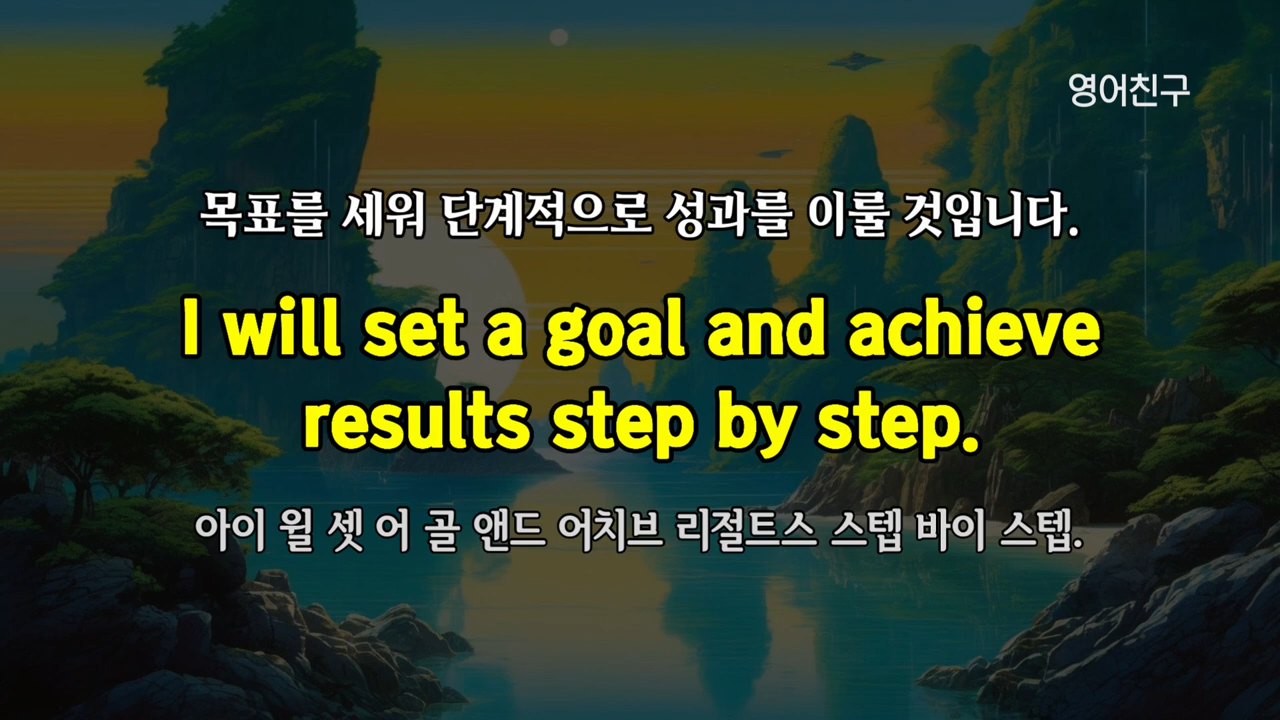 영어친구
목표를 세워 단계적으로 성과를 이룰 것입니다.
I will set a goal and achieve
results step by step.
아이 윌 셋 어 골 앤드 어치브 리절트스 스텝 바이 스텝.